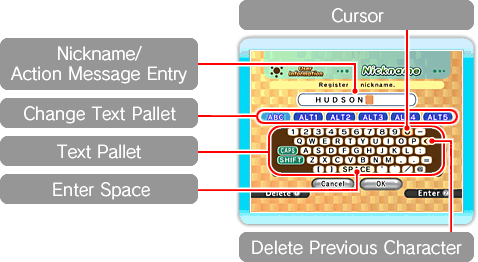 Cursor
Nickname/
Action Message Entry
Change Text Pallet
Text Pallet
Enter Space
Delete Previous Character
User
Information
Nickname
Register a nickname.
HUDSON
ABC ALT1 ALT2 ALT3 ALT4 ALT5
1 2 3 4 5 6 7 8 9
Q W E R T Y U I O P
CAPS A S D F G H J K L
SHIFT Z X C V B N M
SPACE
Cancel OK
Delete Enter